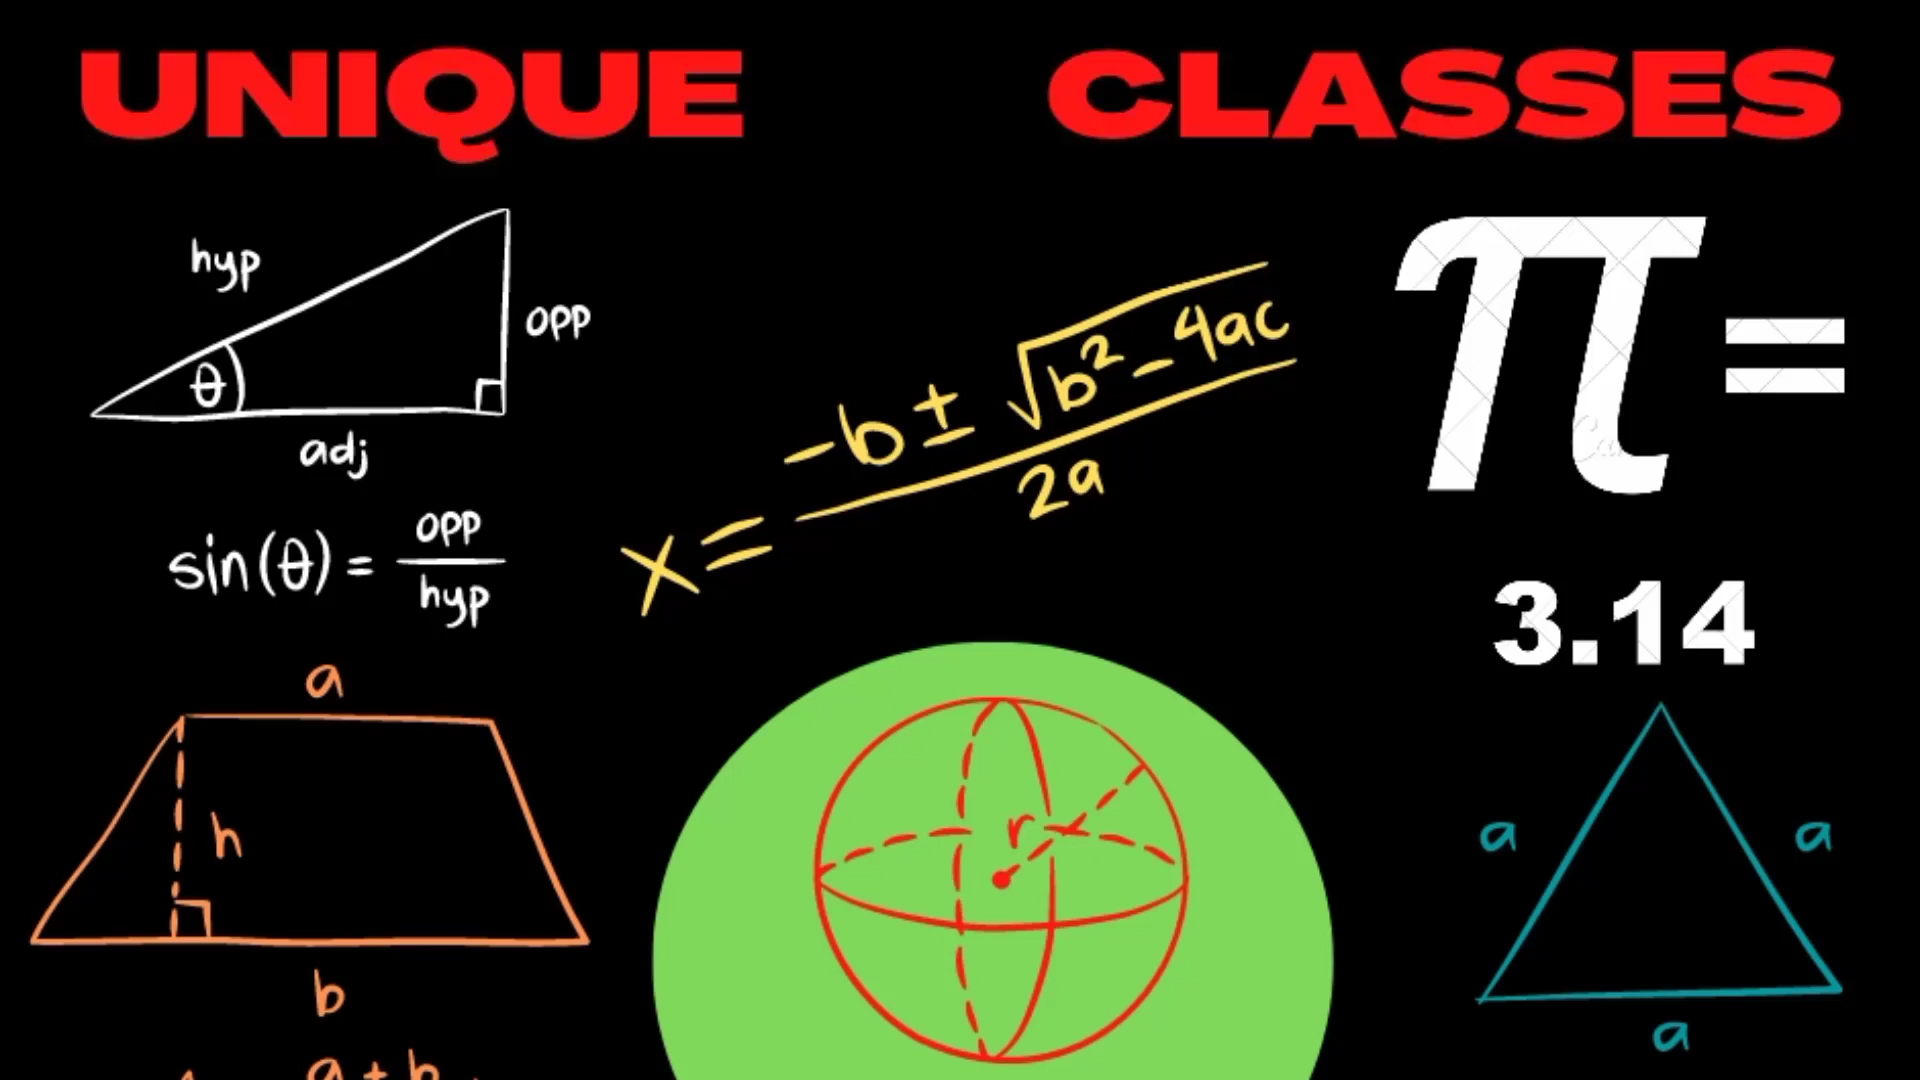 UNIQUE CLASSES
hyp
opp
θ
adj
sin(θ) = opp/hyp
x = -b ± √b² - 4ac / 2a
π =
3.14
a
h
b
a + b
r
a
a
a